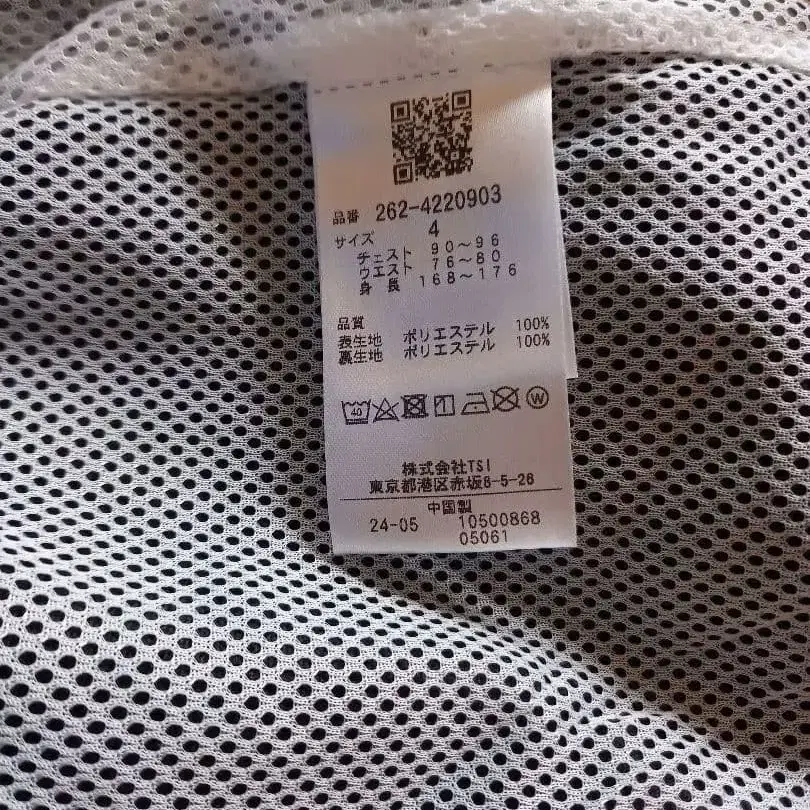 品番 262-4220903
サイズ 4
チェスト 90～96
ウエスト 76～80
身長 168～176
品質
表生地 ポリエステル 100%
裏生地 ポリエステル 100%
40 W
株式会社TSI
東京都港区赤坂8-5-26
中国製
24-05 10500868
05061